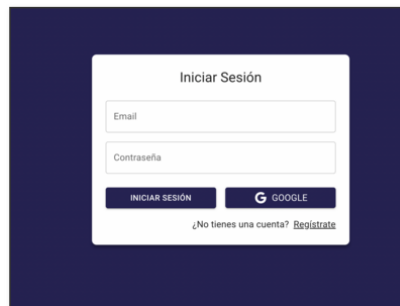 Iniciar Sesión
Email
Contraseña
INICIAR SESIÓN GOOGLE
¿No tienes una cuenta? Regístrate